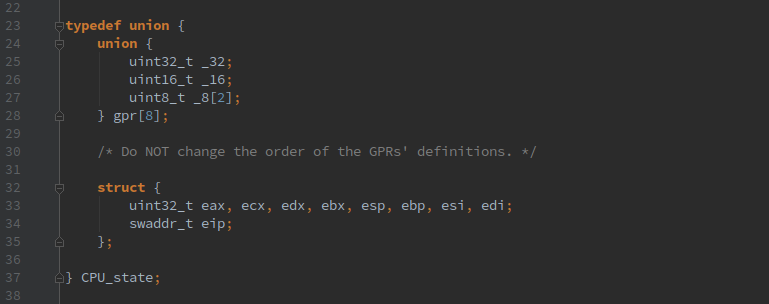 22
23 typedef union {
24     union {
25         uint32_t _32;
26         uint16_t _16;
27         uint8_t _8[2];
28     } gpr[8];
29
30     /* Do NOT change the order of the GPRs' definitions. */
31
32     struct {
33         uint32_t eax, ecx, edx, ebx, esp, ebp, esi, edi;
34         swaddr_t eip;
35     };
36
37 } CPU_state;
38